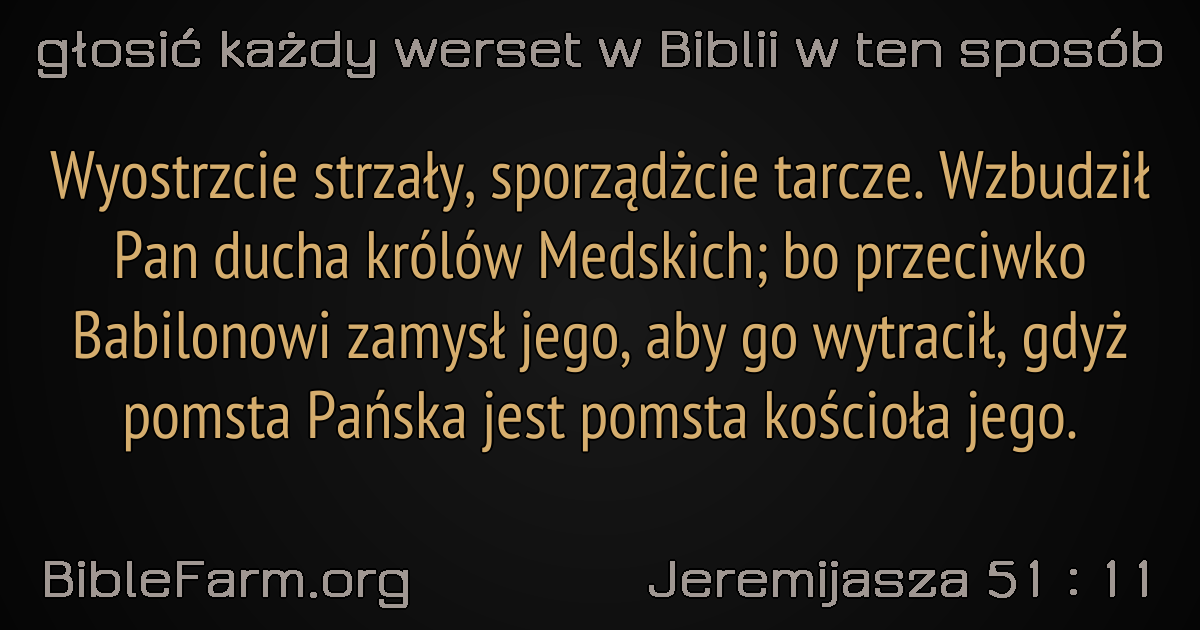 głosić każdy werset w Biblii w ten sposób
Wyostrzcie strzały, sporządżcie tarcze. Wzbudził
Pan ducha królów Medskich; bo przeciwko
Babilonowi zamysł jego, aby go wytracił, gdyż
pomsta Pańska jest pomsta kościoła jego.
BibleFarm.org
Jeremijasza 51 : 11